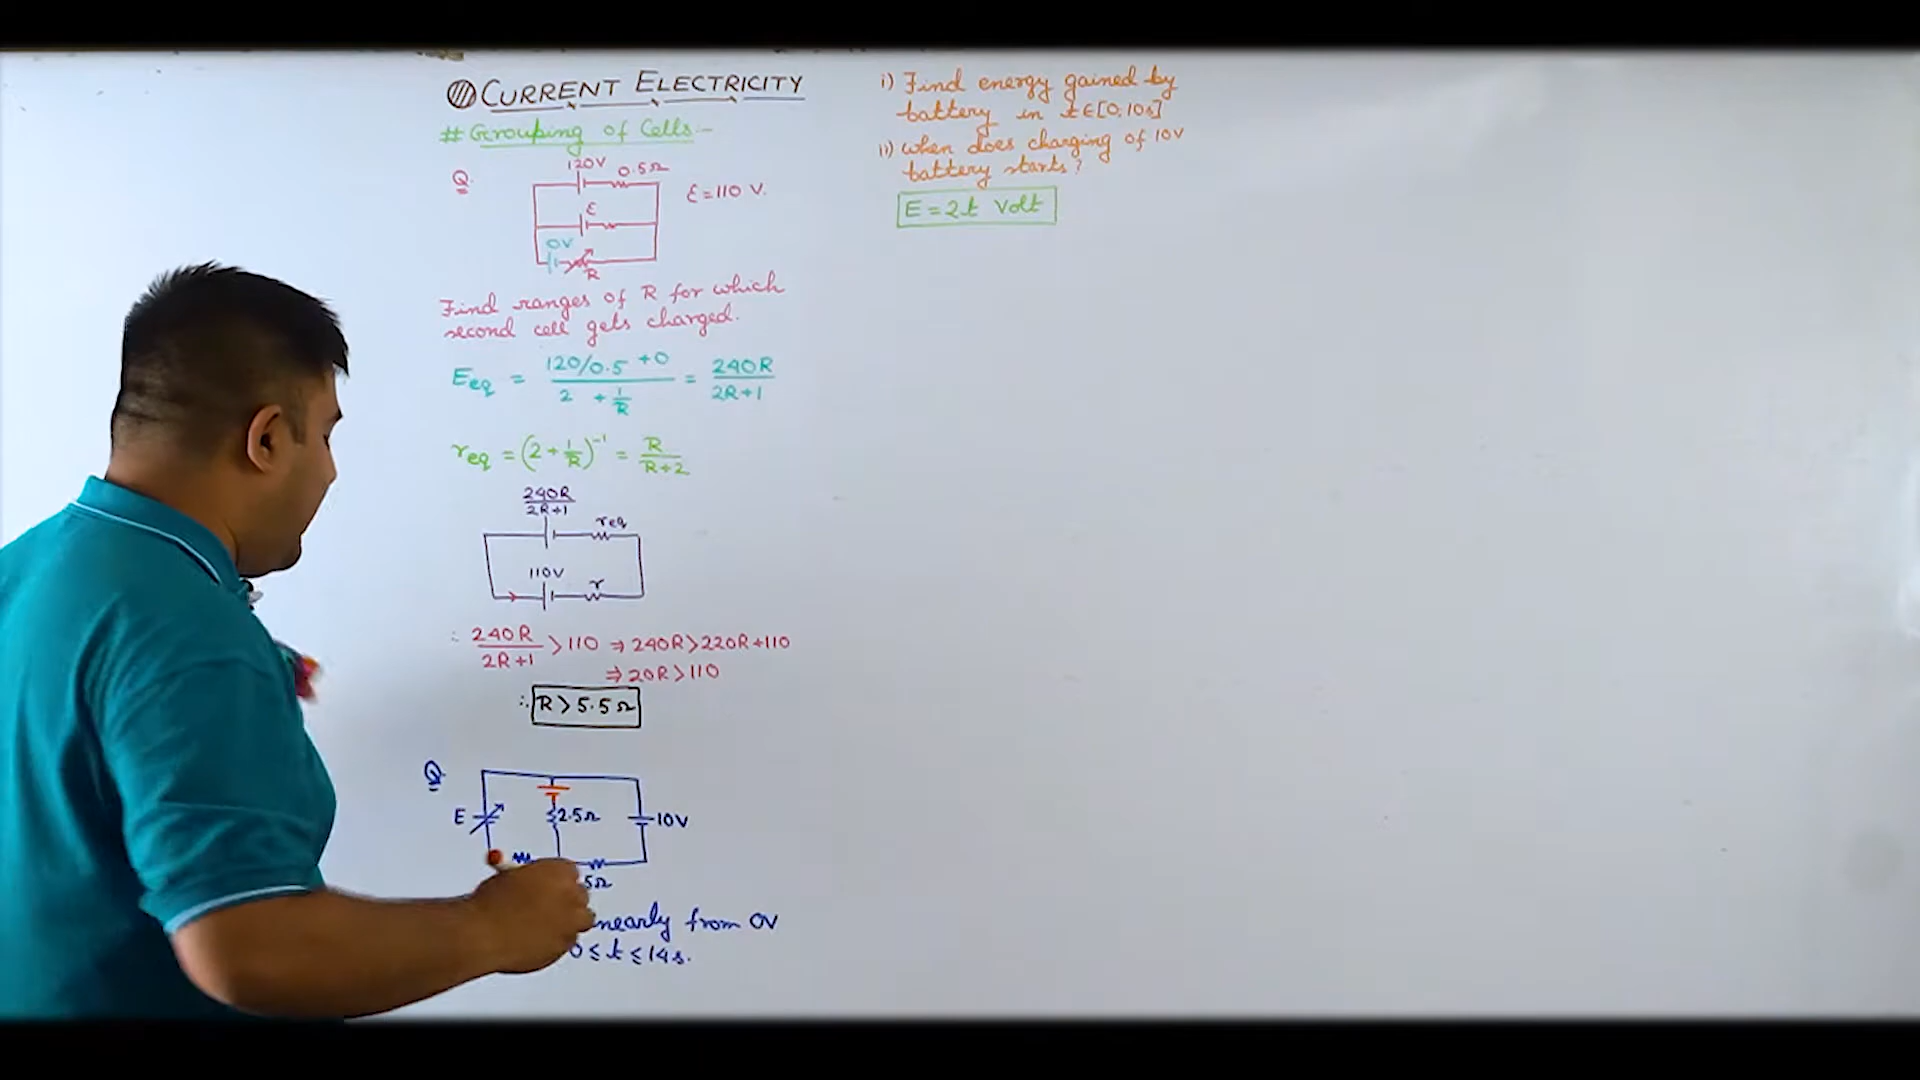 CURRENT ELECTRICITY
# Grouping of Cells:-
Q.
120V
0.5Ω
ε
ε=110 V.
0V
R
Find ranges of R for which
second cell gets charged.
Eeq = (120/0.5 +0)/(2 + 1/R) = 240R/(2R+1)
req = (2+1/R)^-1 = R/(R+2)
240R/(2R+1)
req
110V
r
∴ 240R/(2R+1) > 110 ⇒ 240R>220R+110
⇒ 20R>110
∴ R > 5.5Ω
Q.
E
2.5Ω
10V
5Ω
from 0V
0 ≤ t ≤ 14s.
i) Find energy gained by
battery in t∈[0,10s]
ii) When does charging of 10V
battery starts?
E = 2t Volt